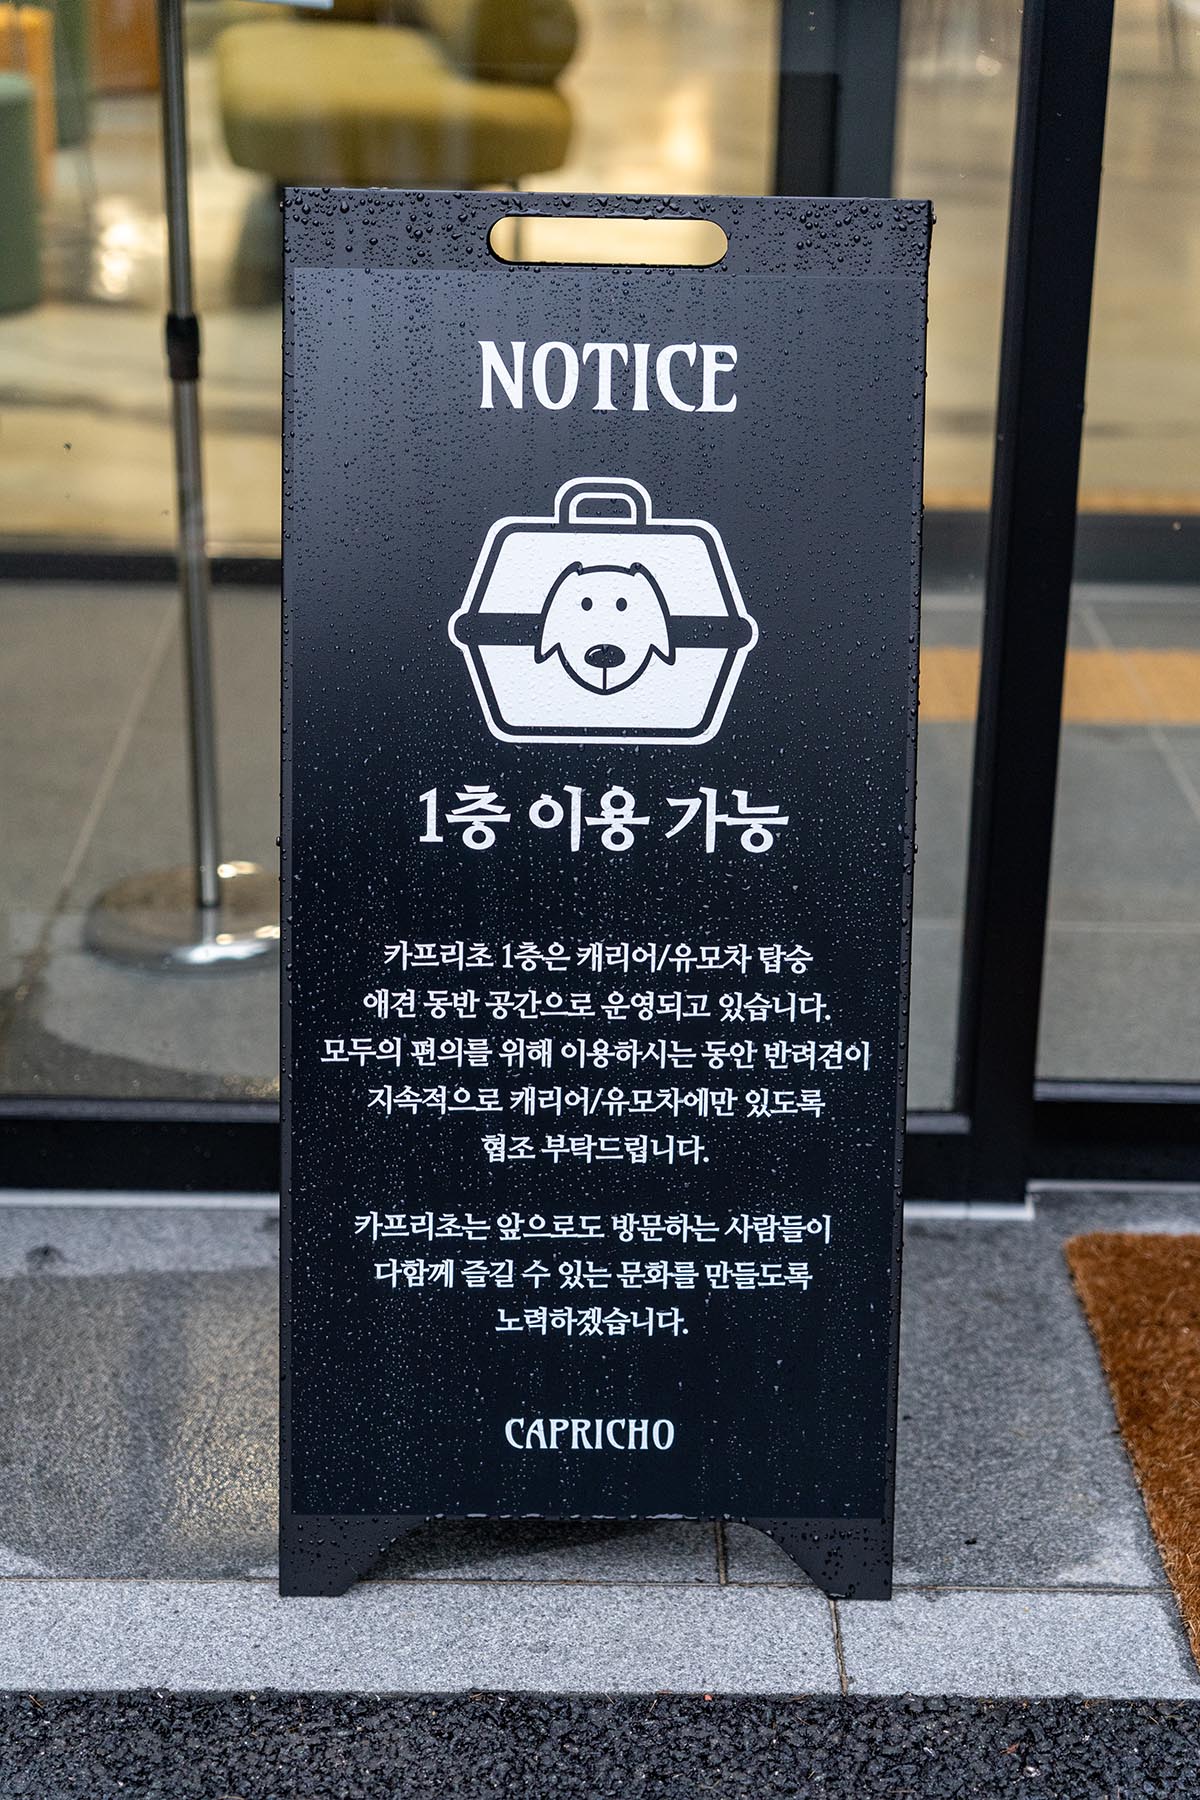 NOTICE
1층 이용 가능
카프리초 1층은 캐리어/유모차 탑승
애견 동반 공간으로 운영되고 있습니다.
모두의 편의를 위해 이용하시는 동안 반려견이
지속적으로 캐리어/유모차에만 있도록
협조 부탁드립니다.
카프리초는 앞으로도 방문하는 사람들이
다함께 즐길 수 있는 문화를 만들도록
노력하겠습니다.
CAPRICHO